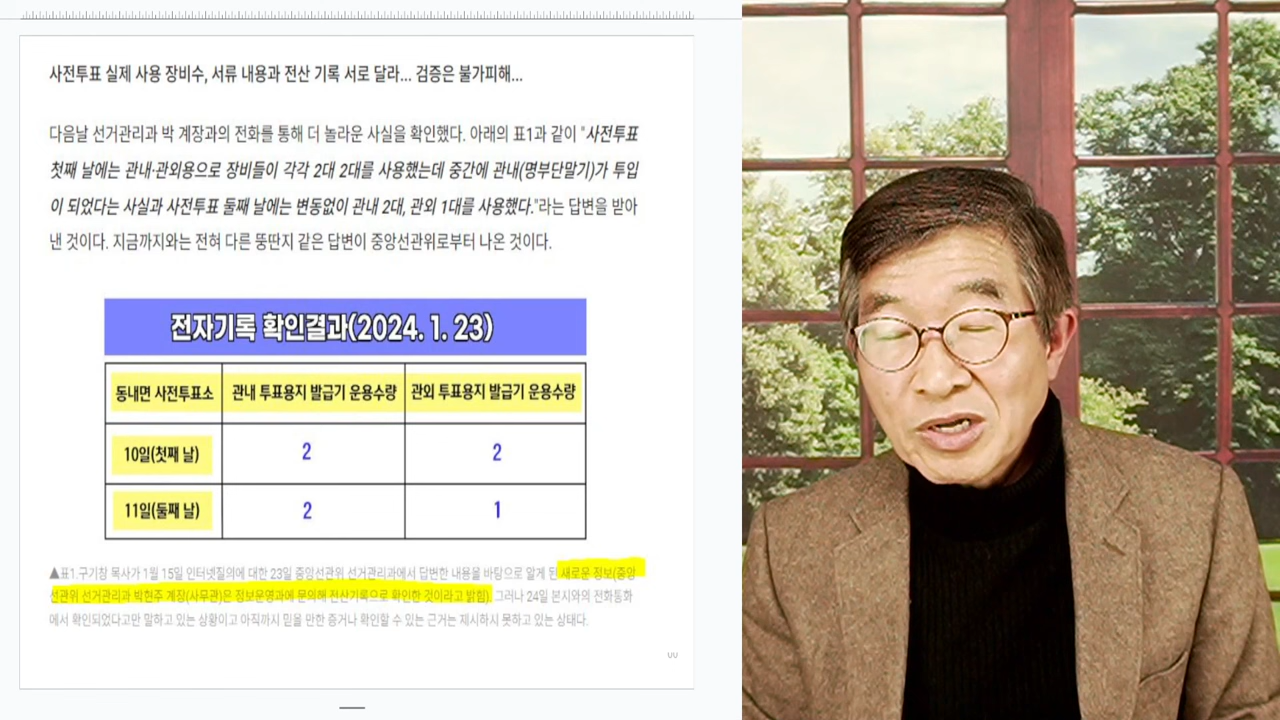 사전투표 실제 사용 장비수, 서류 내용과 전산 기록 서로 달라... 검증은 불가피해...
다음날 선거관리과 박 계장과의 전화를 통해 더 놀라운 사실을 확인했다. 아래의 표1과 같이 "사전투표
첫째 날에는 관내·관외용으로 장비들이 각각 2대 2대를 사용했는데 중간에 관내(명부단말기)가 투입
이 되었다는 사실과 사전투표 둘째 날에는 변동없이 관내 2대, 관외 1대를 사용했다."라는 답변을 받아
낸 것이다. 지금까지와는 전혀 다른 뚱딴지 같은 답변이 중앙선관위로부터 나온 것이다.
전자기록 확인결과(2024. 1. 23)
동내면 사전투표소 관내 투표용지 발급기 운용수량 관외 투표용지 발급기 운용수량
10일(첫째 날) 2 2
11일(둘째 날) 2 1
▲표1.구기창 목사가 1월 15일 인터넷질의에 대한 23일 중앙선관위 선거관리과에서 답변한 내용을 바탕으로 알게 된 새로운 정보(중앙
선관위 선거관리과 박현주 계장(사무관)은 정보운영과에 문의해 전산기록으로 확인한 것이라고 밝힘). 그러나 24일 본지와의 전화통화
에서 확인되었다고만 말하고 있는 상황이고 아직까지 믿을 만한 증거나 확인할 수 있는 근거는 제시하지 못하고 있는 상태다.